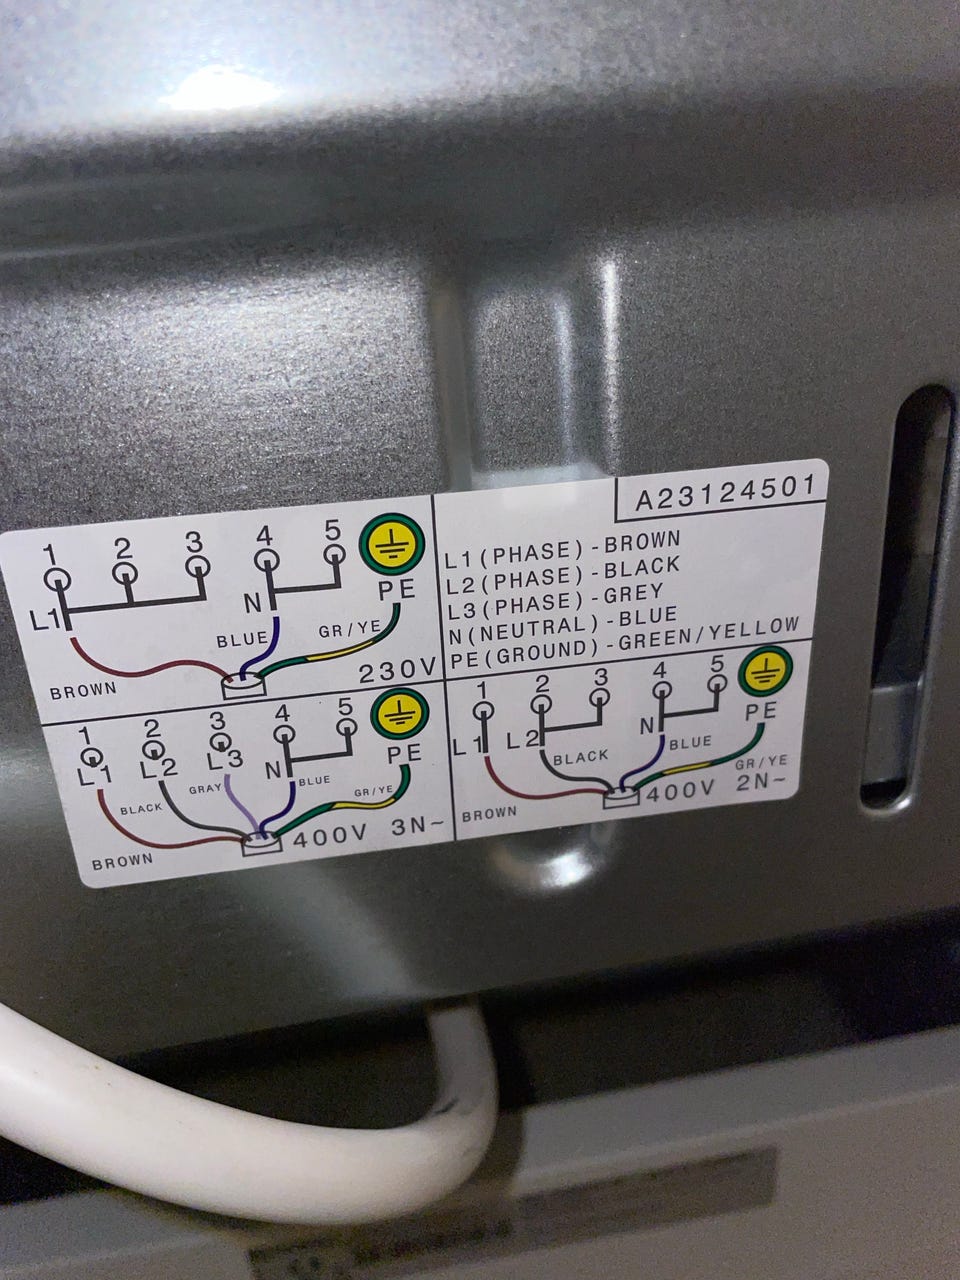 A23124501
1 2 3 4 5
L1 N PE
BLUE GR/YE
BROWN 230V
L1(PHASE)-BROWN
L2(PHASE)-BLACK
L3(PHASE)-GREY
N(NEUTRAL)-BLUE
PE(GROUND)-GREEN/YELLOW
1 2 3 4 5
L1 L2 L3 N PE
BLACK GRAY BLUE GR/YE
BROWN 400V 3N~
1 2 3 4 5
L1 L2 N PE
BLACK BLUE GR/YE
BROWN 400V 2N~